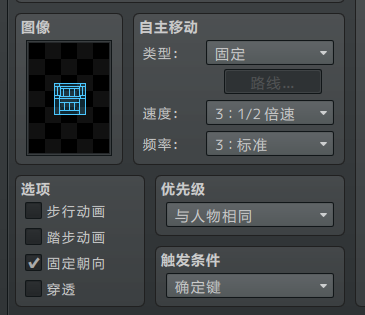 图像
自主移动
类型：
固定
路线...
速度：
3：1/2 倍速
频率：
3：标准
选项
步行动画
踏步动画
固定朝向
穿透
优先级
与人物相同
触发条件
确定键